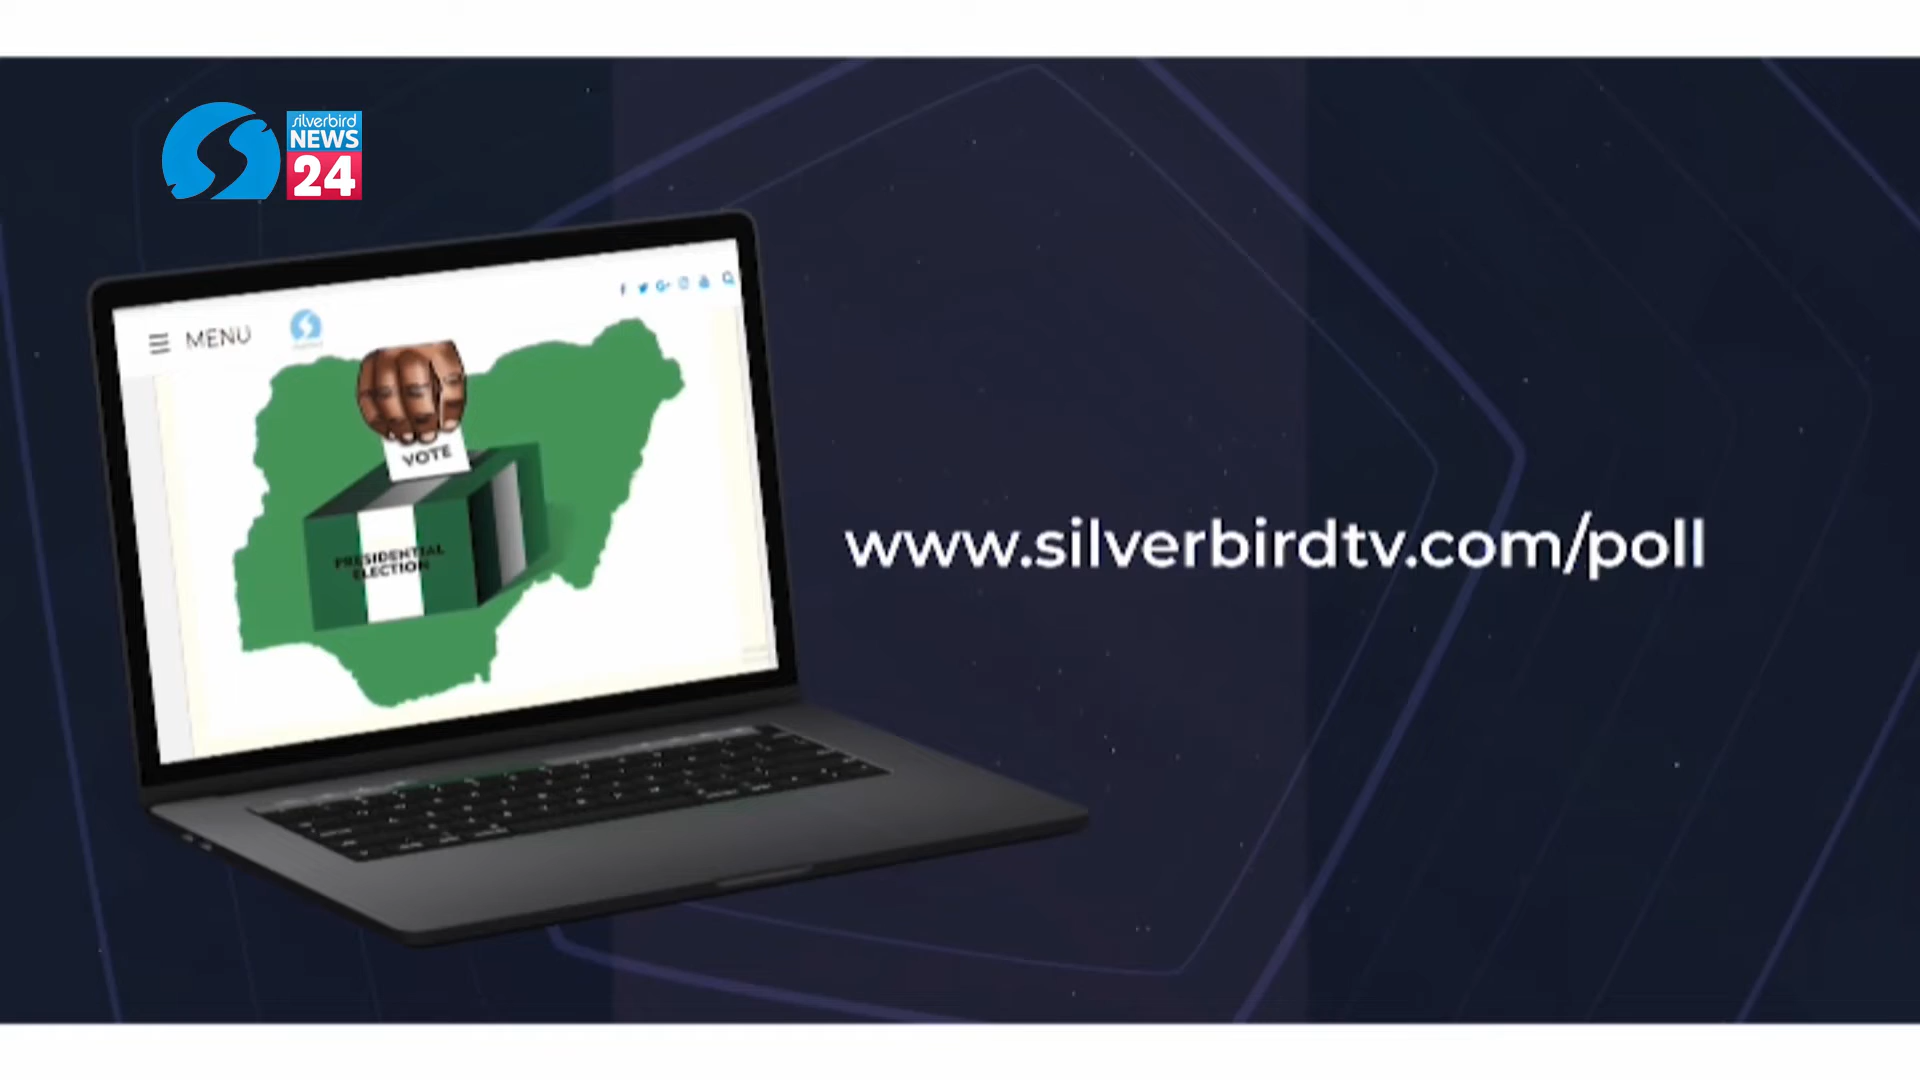 silverbird
NEWS
24
MENU
VOTE
PRESIDENTIAL
ELECTION
www.silverbirdtv.com/poll